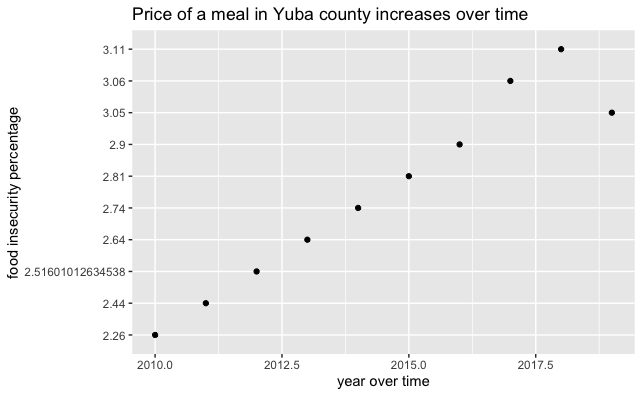 Price of a meal in Yuba county increases over time
food insecurity percentage
3.11
3.06
3.05
2.9
2.81
2.74
2.64
2.51601012634538
2.44
2.26
2010.0 2012.5 2015.0 2017.5
year over time